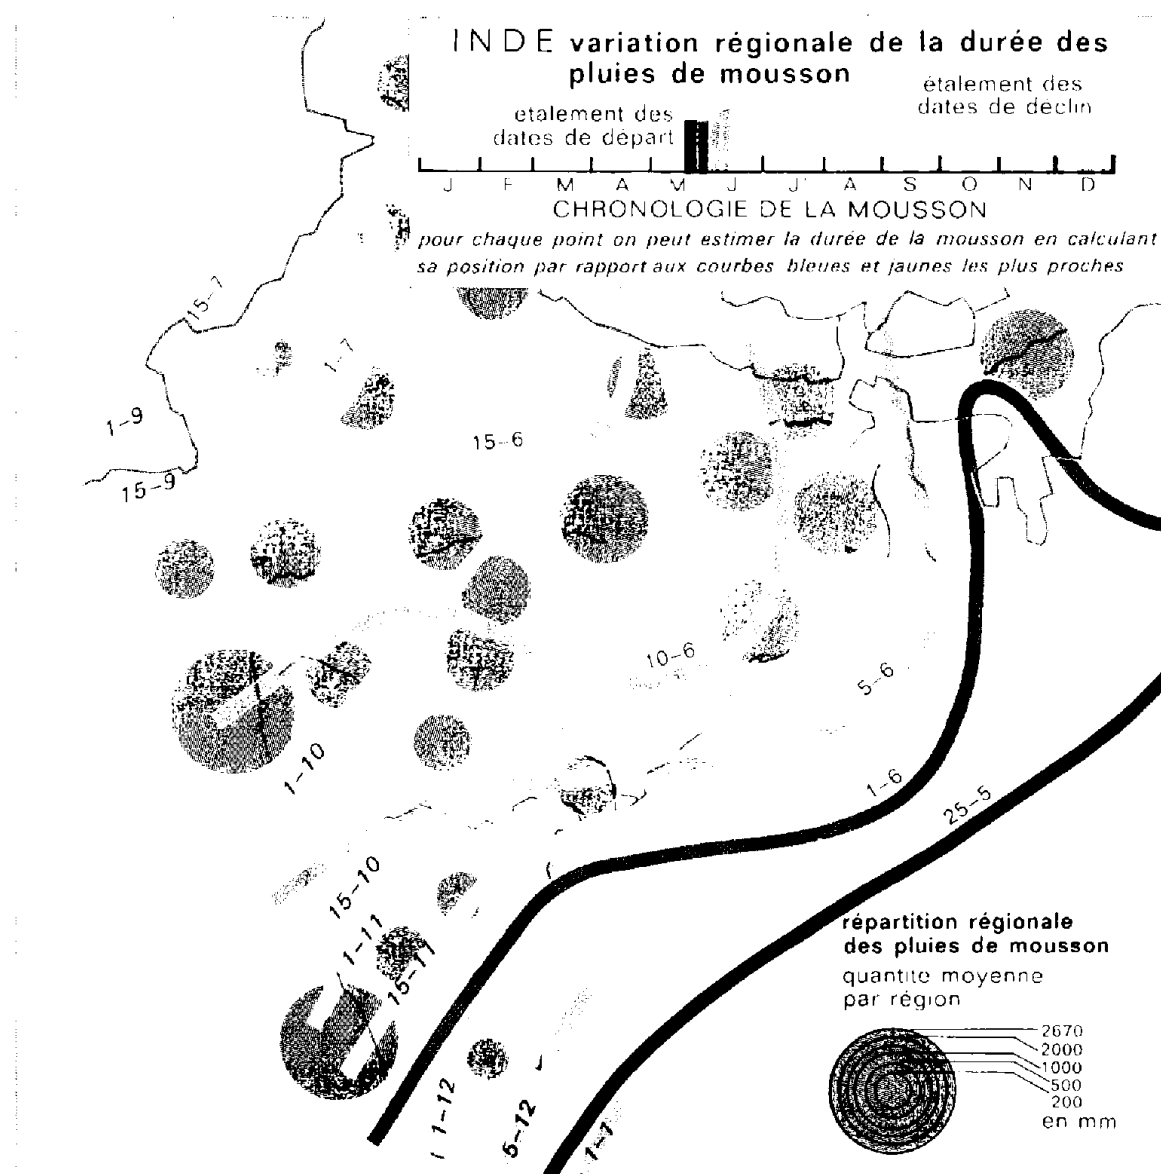 INDE variation régionale de la durée des
pluies de mousson
étalement des
dates de déclin
etalement des
dates de départ
J F M A M J J' A S O N D
CHRONOLOGIE DE LA MOUSSON
pour chaque point on peut estimer la durée de la mousson en calculant
sa position par rapport aux courbes bleues et jaunes les plus proches
15-7
1-7
1-9
15-6
15-9
10-6
5-6
1-10
1-6
25-5
15-10
1-11
15-11
répartition régionale
des pluies de mousson
quantite moyenne
par région
2670
2000
1000
500
200
en mm
1-12
5-12
1-1